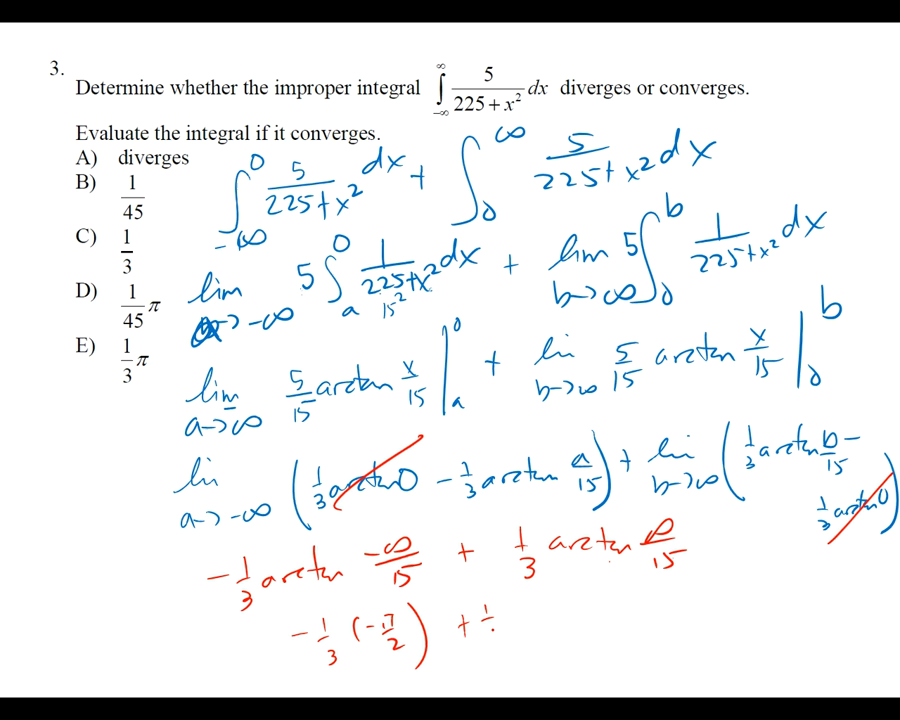 3.
Determine whether the improper integral ∫_{-∞}^{∞} 5/(225+x²) dx diverges or converges.
Evaluate the integral if it converges.
A) diverges
B) 1/45
C) 1/3
D) 1/45 π
E) 1/3 π
∫_{-∞}^{0} 5/(225+x²) dx + ∫_{0}^{∞} 5/(225+x²) dx
lim_{a→-∞} 5 ∫_{a}^{0} 1/(225+x²) dx + lim_{b→∞} 5 ∫_{0}^{b} 1/(225+x²) dx
15²
lim_{a→-∞} 5/15 arctan x/15 |_{a}^{0} + lim_{b→∞} 5/15 arctan x/15 |_{0}^{b}
lim_{a→-∞} (1/3 arctan 0 - 1/3 arctan a/15) + lim_{b→∞} (1/3 arctan b/15 -
1/3 arctan 0)
-1/3 arctan -∞/15 + 1/3 arctan ∞/15
-1/3 (-π/2) + 1